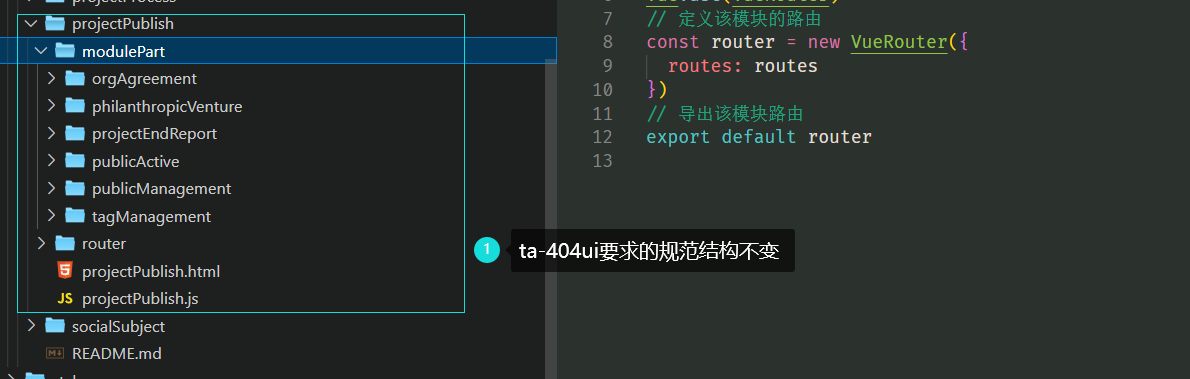 projectPublish
modulePart
orgAgreement
philanthropicVenture
projectEndReport
publicActive
publicManagement
tagManagement
router
projectPublish.html
JS projectPublish.js
socialSubject
README.md
7 // 定义该模块的路由
8 const router = new VueRouter({
9 routes: routes
10 })
11 // 导出该模块路由
12 export default router
13
1 ta-404ui要求的规范结构不变